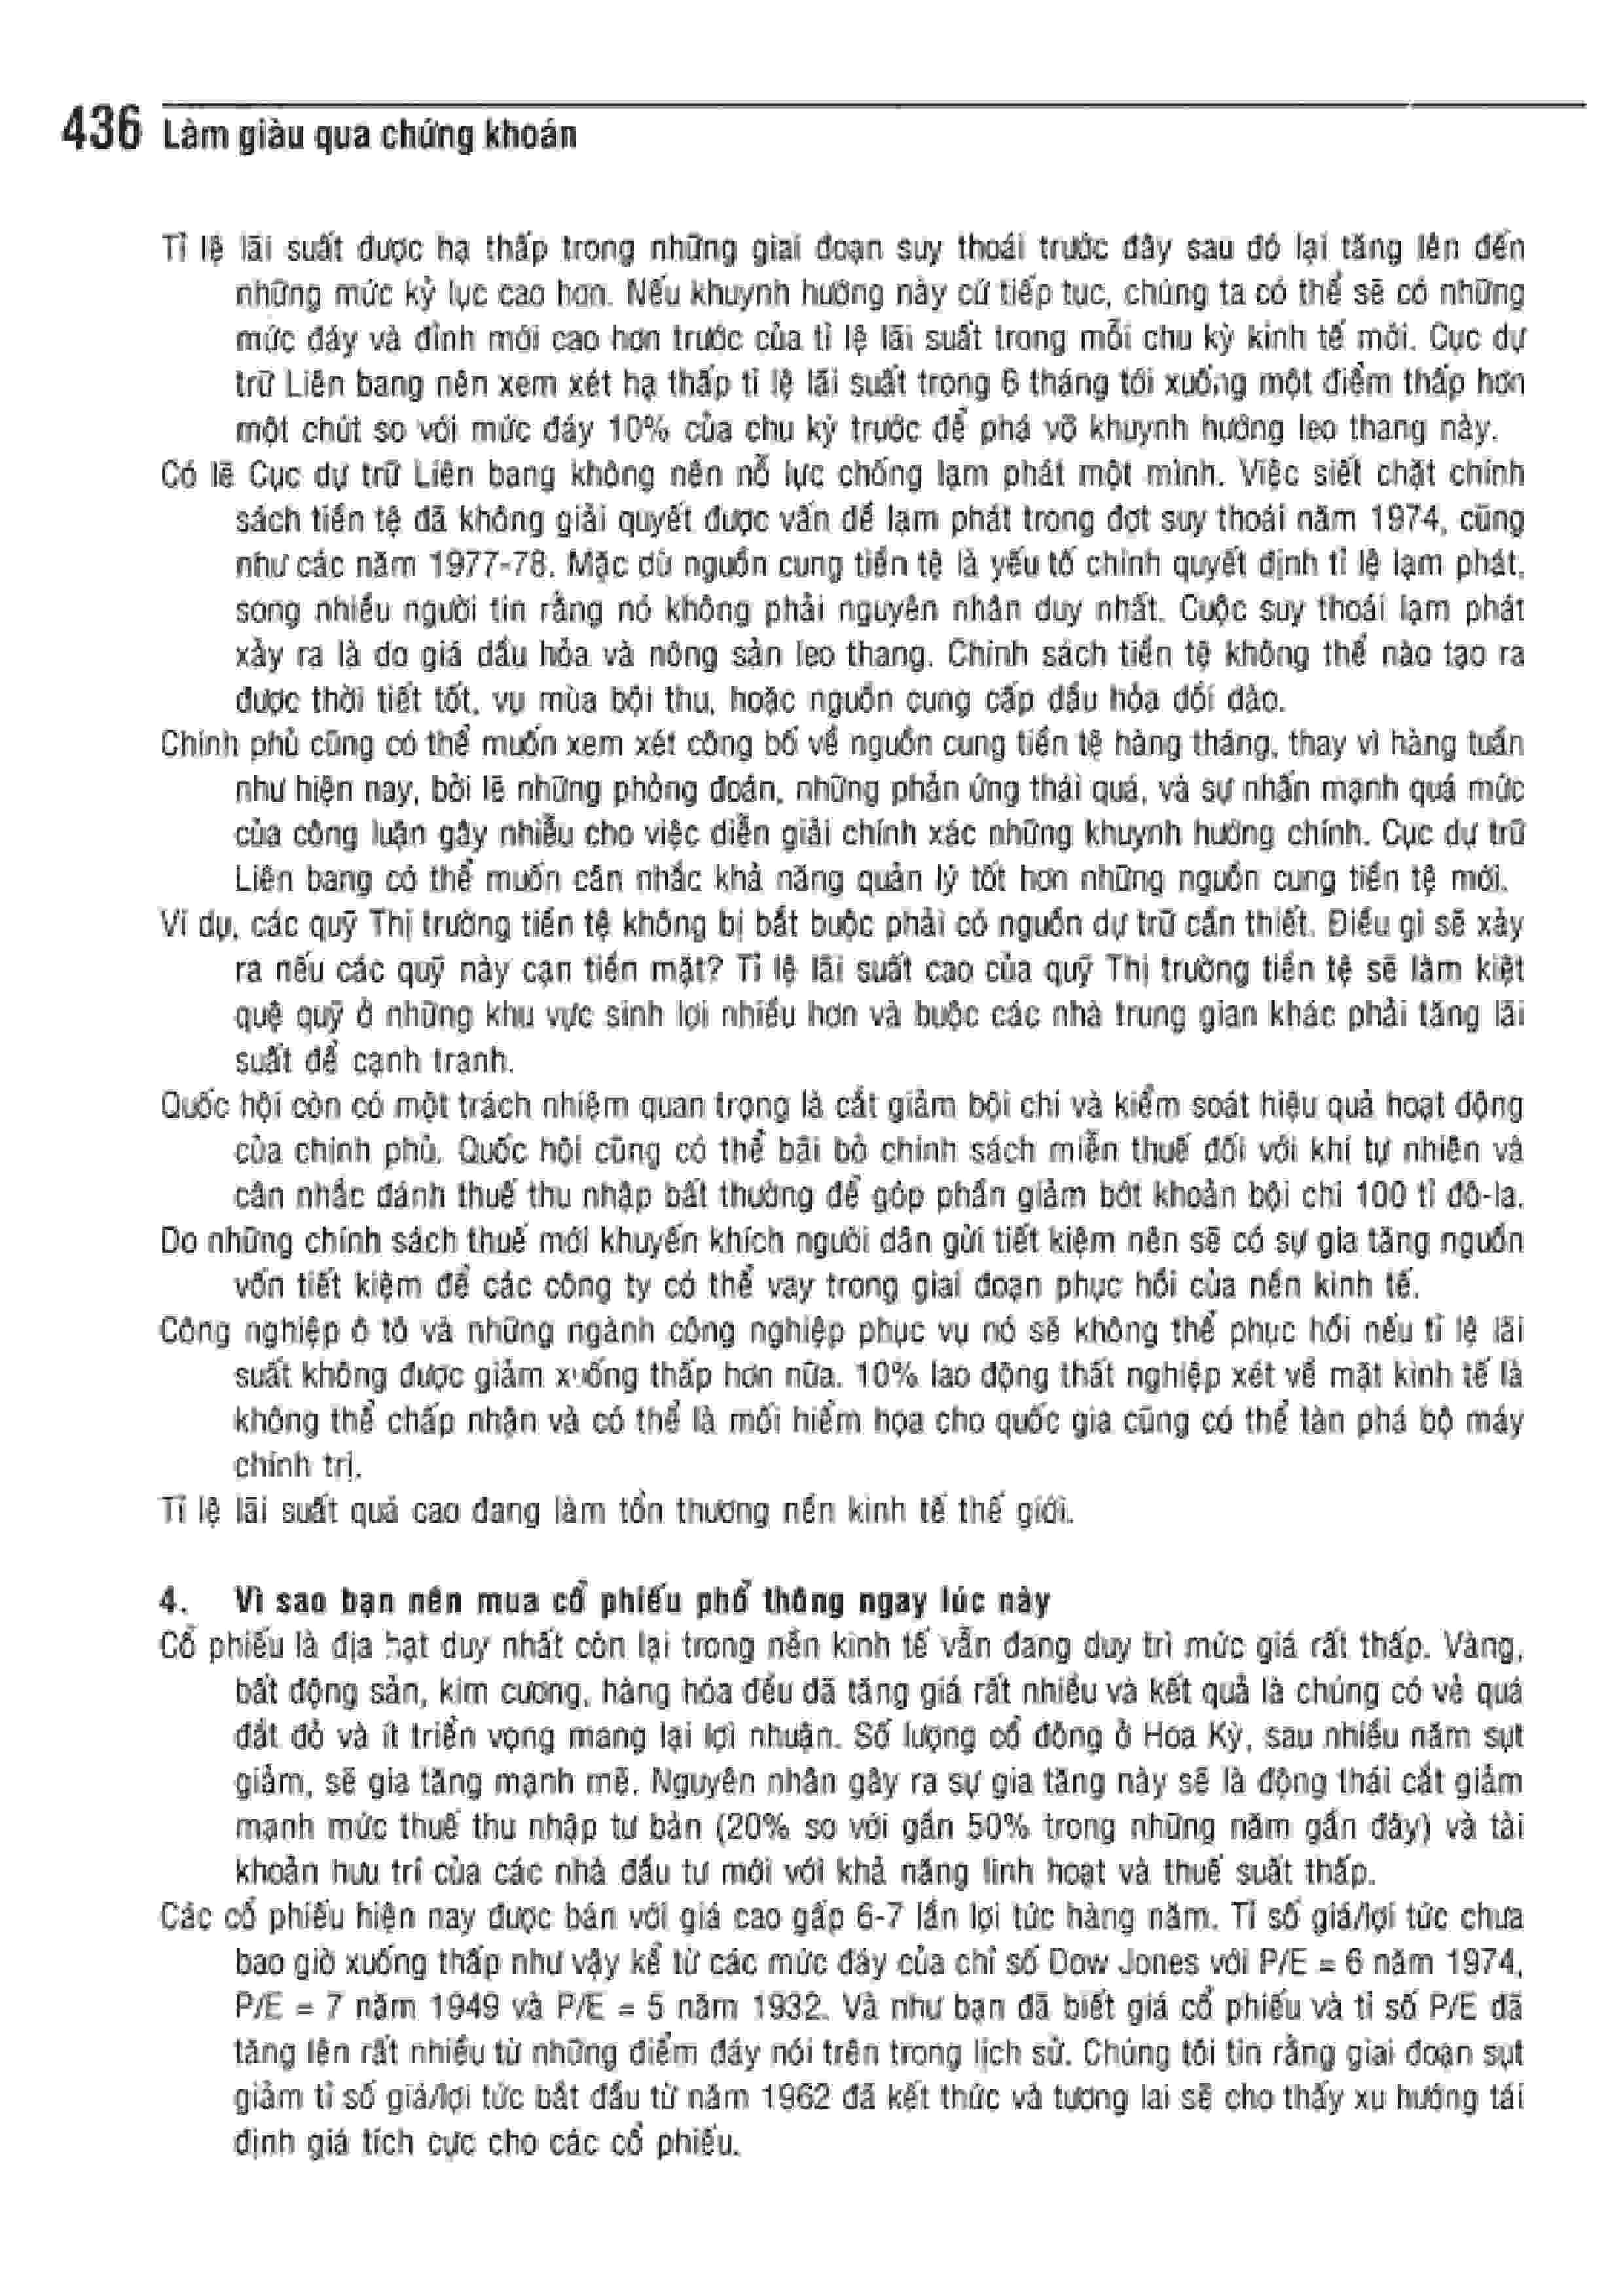 436 Làm giàu qua chứng khoán
Tỉ lệ lãi suất được hạ thấp trong những giai đoạn suy thoái trước đây sau đó lại tăng lên đến
những mức kỷ lục cao hơn. Nếu khuynh hướng này cứ tiếp tục, chúng ta có thể sẽ có những
mức đáy và đỉnh mới cao hơn trước của tỉ lệ lãi suất trong mỗi chu kỳ kinh tế mới. Cục dự
trữ Liên bang nên xem xét hạ thấp tỉ lệ lãi suất trong 6 tháng tới xuống một điểm thấp hơn
một chút so với mức đáy 10% của chu kỳ trước để phá vỡ khuynh hướng leo thang này.
Có lẽ Cục dự trữ Liên bang không nên nỗ lực chống lạm phát một mình. Việc siết chặt chính
sách tiền tệ đã không giải quyết được vấn đề lạm phát trong đợt suy thoái năm 1974, cũng
như các năm 1977-78. Mặc dù nguồn cung tiền tệ là yếu tố chính quyết định tỉ lệ lạm phát,
song nhiều người tin rằng nó không phải nguyên nhân duy nhất. Cuộc suy thoái lạm phát
xảy ra là do giá dầu hỏa và nông sản leo thang. Chính sách tiền tệ không thể nào tạo ra
được thời tiết tốt, vụ mùa bội thu, hoặc nguồn cung cấp dầu hỏa dồi dào.
Chính phủ cũng có thể muốn xem xét công bố về nguồn cung tiền tệ hàng tháng, thay vì hàng tuần
như hiện nay, bởi lẽ những phỏng đoán, những phản ứng thái quá, và sự nhấn mạnh quá mức
của công luận gây nhiễu cho việc diễn giải chính xác những khuynh hướng chính. Cục dự trữ
Liên bang có thể muốn cân nhắc khả năng quản lý tốt hơn những nguồn cung tiền tệ mới.
Ví dụ, các quỹ Thị trường tiền tệ không bị bắt buộc phải có nguồn dự trữ cần thiết. Điều gì sẽ xảy
ra nếu các quỹ này cạn tiền mặt? Tỉ lệ lãi suất cao của quỹ Thị trường tiền tệ sẽ làm kiệt
quệ quỹ ở những khu vực sinh lợi nhiều hơn và buộc các nhà trung gian khác phải tăng lãi
suất để cạnh tranh.
Quốc hội còn có một trách nhiệm quan trọng là cắt giảm bội chi và kiểm soát hiệu quả hoạt động
của chính phủ. Quốc hội cũng có thể bãi bỏ chính sách miễn thuế đối với khí tự nhiên và
cân nhắc đánh thuế thu nhập bất thường để góp phần giảm bớt khoản bội chi 100 tỉ đô-la.
Do những chính sách thuế mới khuyến khích người dân gửi tiết kiệm nên sẽ có sự gia tăng nguồn
vốn tiết kiệm để các công ty có thể vay trong giai đoạn phục hồi của nền kinh tế.
Công nghiệp ô tô và những ngành công nghiệp phục vụ nó sẽ không thể phục hồi nếu tỉ lệ lãi
suất không được giảm xuống thấp hơn nữa. 10% lao động thất nghiệp xét về mặt kinh tế là
không thể chấp nhận và có thể là mối hiểm họa cho quốc gia cũng có thể tàn phá bộ máy
chính trị.
Tỉ lệ lãi suất quá cao đang làm tổn thương nền kinh tế thế giới.
4. Vì sao bạn nên mua cổ phiếu phổ thông ngay lúc này
Cổ phiếu là địa hạt duy nhất còn lại trong nền kinh tế vẫn đang duy trì mức giá rất thấp. Vàng,
bất động sản, kim cương, hàng hóa đều đã tăng giá rất nhiều và kết quả là chúng có vẻ quá
đắt đỏ và ít triển vọng mang lại lợi nhuận. Số lượng cổ đông ở Hoa Kỳ, sau nhiều năm sụt
giảm, sẽ gia tăng mạnh mẽ. Nguyên nhân gây ra sự gia tăng này sẽ là động thái cắt giảm
mạnh mức thuế thu nhập tư bản (20% so với gần 50% trong những năm gần đây) và tài
khoản hưu trí của các nhà đầu tư mới với khả năng linh hoạt và thuế suất thấp.
Các cổ phiếu hiện nay được bán với giá cao gấp 6-7 lần lợi tức hàng năm. Tỉ số giá/lợi tức chưa
bao giờ xuống thấp như vậy kể từ các mức đáy của chỉ số Dow Jones với P/E = 6 năm 1974,
P/E = 7 năm 1949 và P/E = 5 năm 1932. Và như bạn đã biết giá cổ phiếu và tỉ số P/E đã
tăng lên rất nhiều từ những điểm đáy nói trên trong lịch sử. Chúng tôi tin rằng giai đoạn sụt
giảm tỉ số giá/lợi tức bắt đầu từ năm 1962 đã kết thúc và tương lai sẽ cho thấy xu hướng tái
định giá tích cực cho các cổ phiếu.